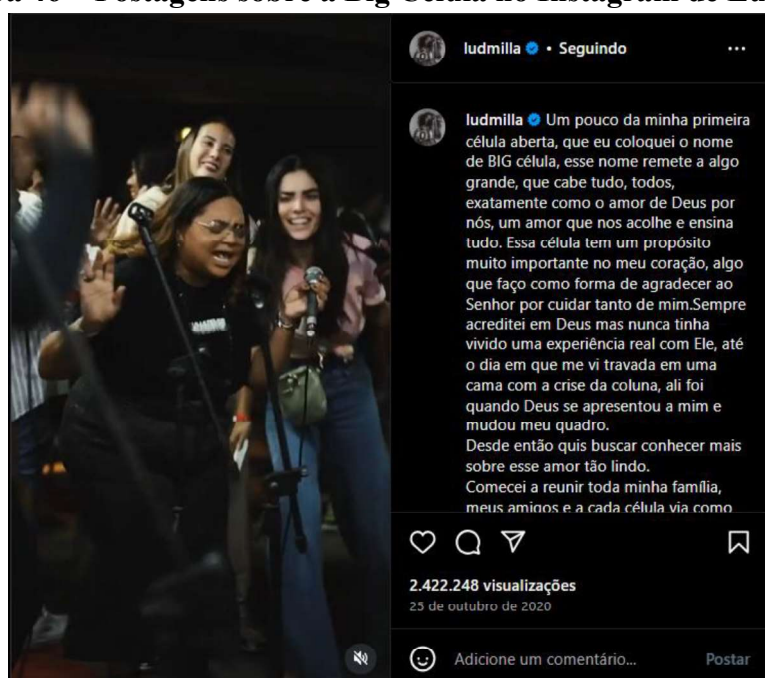 Postagens sobre a Big Célula no Instagram de
ludmilla • Seguindo
ludmilla Um pouco da minha primeira
célula aberta, que eu coloquei o nome
de BIG célula, esse nome remete a algo
grande, que cabe tudo, todos,
exatamente como o amor de Deus por
nós, um amor que nos acolhe e ensina
tudo. Essa célula tem um propósito
muito importante no meu coração, algo
que faço como forma de agradecer ao
Senhor por cuidar tanto de mim.Sempre
acreditei em Deus mas nunca tinha
vivido uma experiência real com Ele, até
o dia em que me vi travada em uma
cama com a crise da coluna, ali foi
quando Deus se apresentou a mim e
mudou meu quadro.
Desde então quis buscar conhecer mais
sobre esse amor tão lindo.
Comecei a reunir toda minha família,
meus amigos e a cada célula via como
2.422.248 visualizações
25 de outubro de 2020
Adicione um comentário...
Postar